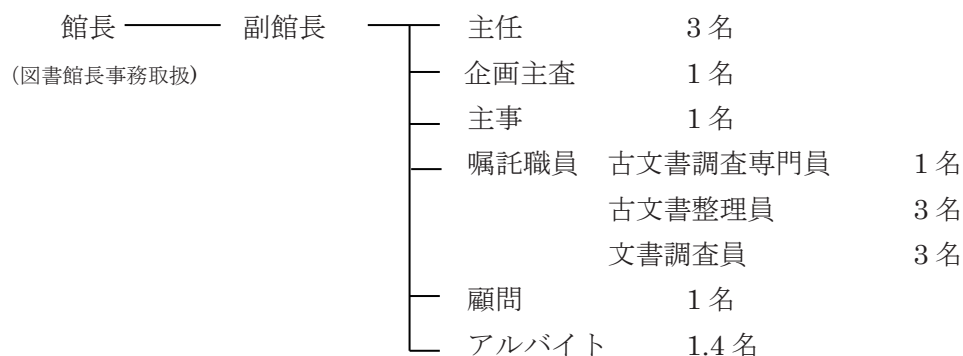 館長 副館長 主任 3名
(図書館長事務取扱)
企画主査 1名
主事 1名
嘱託職員 古文書調査専門員 1名
古文書整理員 3名
文書調査員 3名
顧問 1名
アルバイト 1.4名